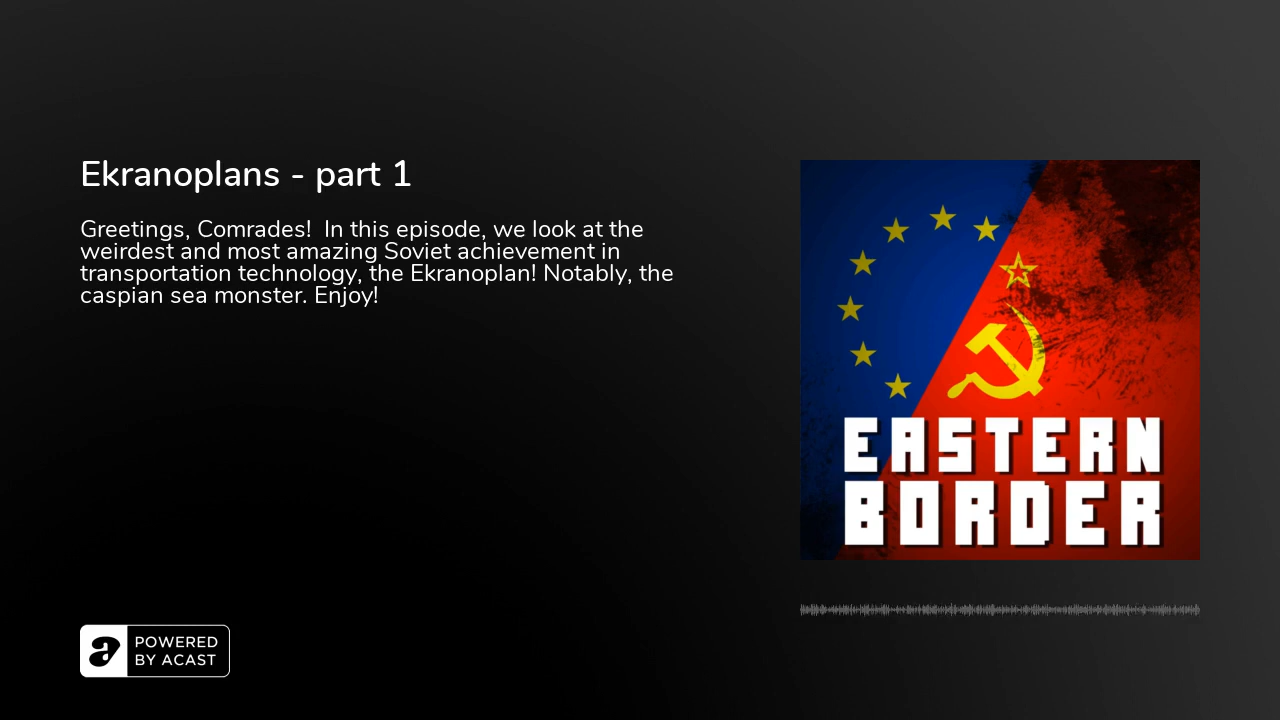 Ekranoplans - part 1
Greetings, Comrades!  In this episode, we look at the
weirdest and most amazing Soviet achievement in
transportation technology, the Ekranoplan! Notably, the
caspian sea monster. Enjoy!
EASTERN
BORDER
a
POWERED
BY ACAST